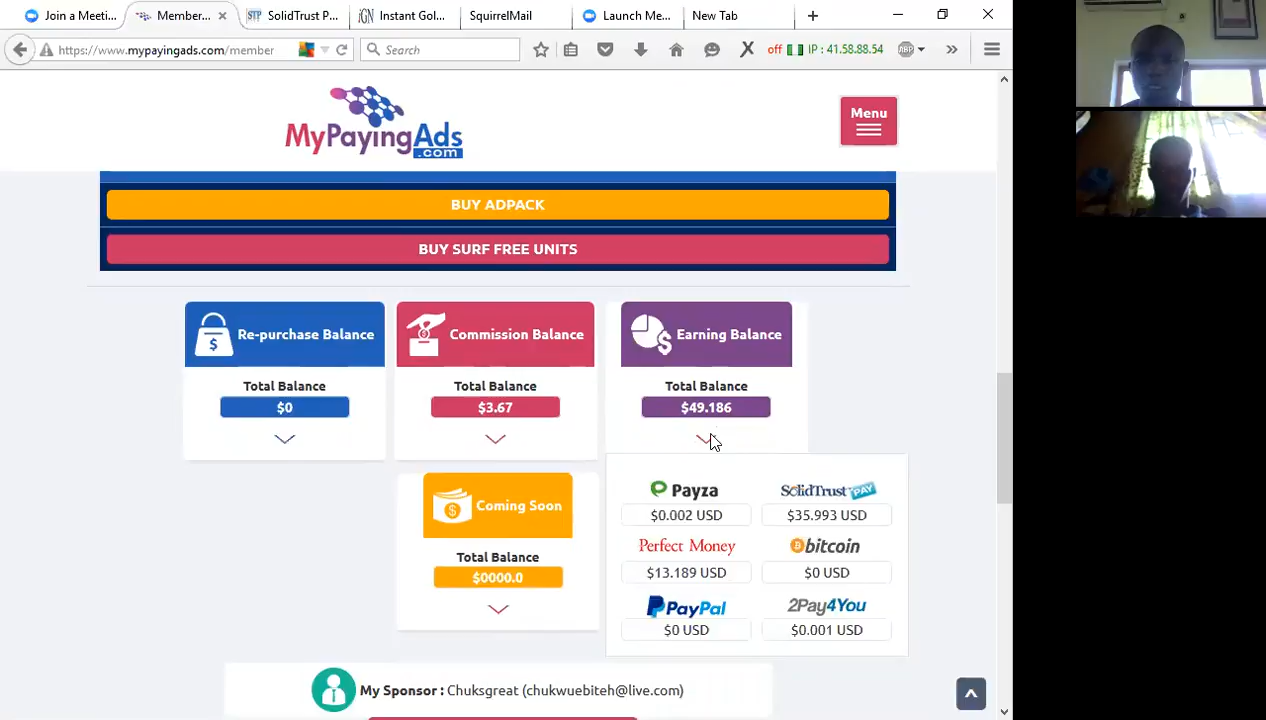 Join a Meeti...
Member...
STP
SolidTrust P...
iGN
Instant Gol...
SquirrelMail
Launch Me...
New Tab
https://www.mypayingads.com/member
Search
X
off
IP : 41.58.88.54
ABP
MyPayingAds
.com
Menu
BUY ADPACK
BUY SURF FREE UNITS
Re-purchase Balance
Total Balance
$0
Commission Balance
Total Balance
$3.67
Earning Balance
Total Balance
$49.186
Payza
$0.002 USD
SolidTrust PAY
$35.993 USD
Perfect Money
$13.189 USD
bitcoin
$0 USD
PayPal
$0 USD
2Pay4You
$0.001 USD
Coming Soon
Total Balance
$0000.0
My Sponsor : Chuksgreat (chukwuebiteh@live.com)